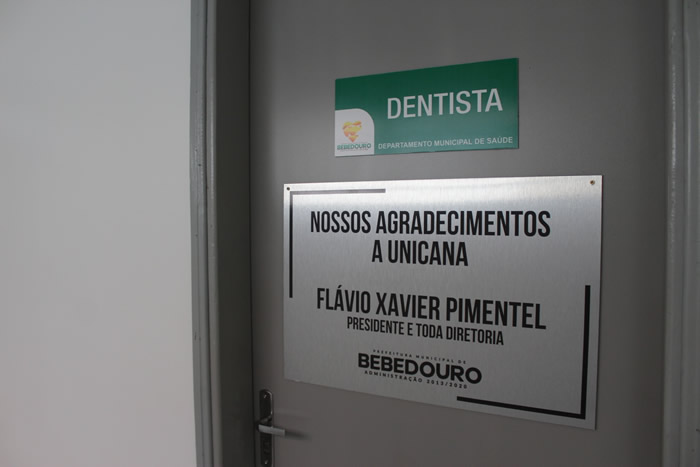 DENTISTA
BEBEDOURO
DEPARTAMENTO MUNICIPAL DE SAÚDE
NOSSOS AGRADECIMENTOS
A UNICANA
FLÁVIO XAVIER PIMENTEL
PRESIDENTE E TODA DIRETORIA
PREFEITURA MUNICIPAL DE
BEBEDOURO
ADMINISTRAÇÃO 2013/2020